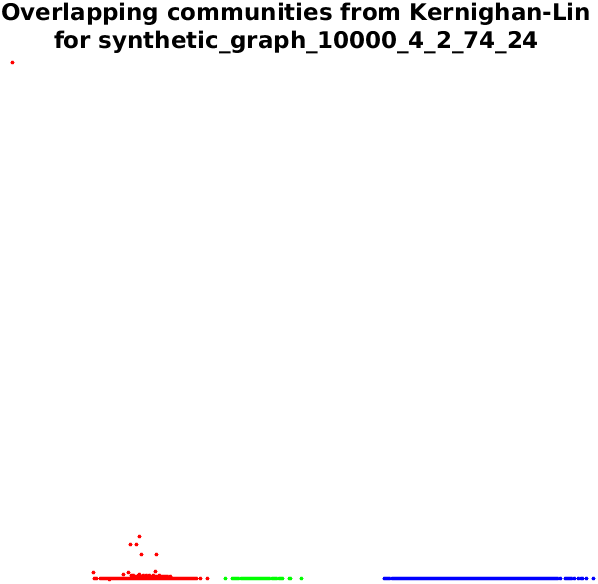 Overlapping communities from Kernighan-Lin
for synthetic_graph_10000_4_2_74_24